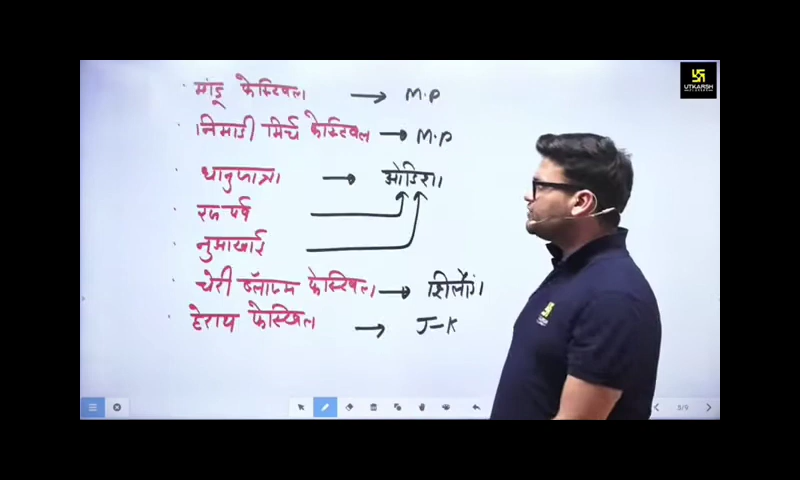 मांडू फेस्टिवल → M.P
निमाडी मिर्च फेस्टिवल → M.P
धानुजात्रा → ओडिशा
रज पर्व
नुआखाई
चेरी ब्लॉसम फेस्टिवल → शिलॉंग
हेराथ फेस्टिवल → J-K
UTKARSH
5/9